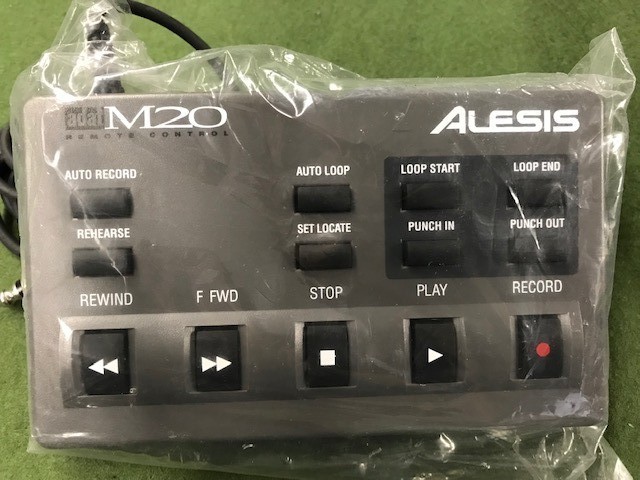 adat M20 ALESIS
REMOTE CONTROL
AUTO RECORD AUTO LOOP LOOP START LOOP END
REHEARSE SET LOCATE PUNCH IN PUNCH OUT
REWIND F FWD STOP PLAY RECORD